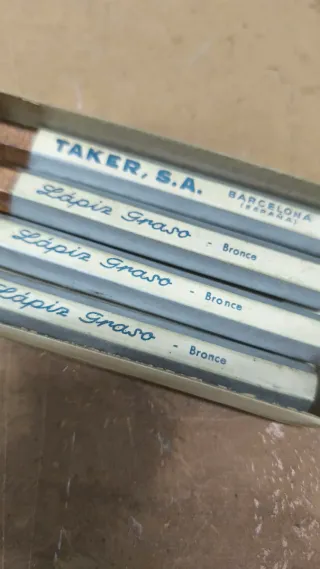 TAKER, S.A. BARCELONA
(ESPAÑA)
Lápiz Graso - Bronce
Lápiz Graso - Bronce
Lápiz Graso - Bronce